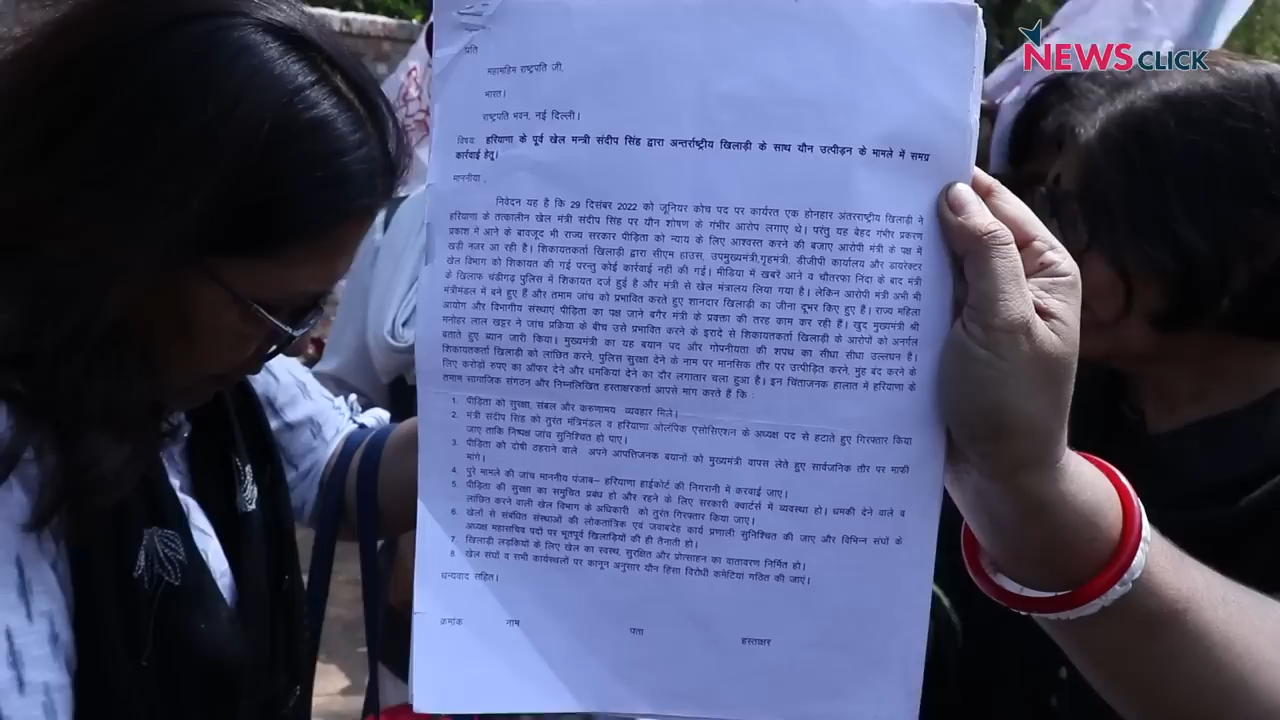 NEWSCLICK
प्रति
महामहिम राष्ट्रपति जी,
भारत।
राष्ट्रपति भवन, नई दिल्ली।
विषय: हरियाणा के पूर्व खेल मन्त्री संदीप सिंह द्वारा अन्तर्राष्ट्रीय खिलाड़ी के साथ यौन उत्पीड़न के मामले में समग्र
कार्रवाई हेतु।
माननीया ,
निवेदन यह है कि 29 दिसंबर 2022 को जूनियर कोच पद पर कार्यरत एक होनहार अंतरराष्ट्रीय खिलाड़ी ने
हरियाणा के तत्कालीन खेल मंत्री संदीप सिंह पर यौन शोषण के गंभीर आरोप लगाए थे। परंतु यह बेहद गंभीर प्रकरण
प्रकाश में आने के बावजूद भी राज्य सरकार पीड़िता को न्याय के लिए आश्वस्त करने की बजाए आरोपी मंत्री के पक्ष में
खड़ी नजर आ रही है। शिकायतकर्ता खिलाड़ी द्वारा सीएम हाउस, उपमुख्यमंत्री,गृहमंत्री, डीजीपी कार्यालय और डायरेक्टर
खेल विभाग को शिकायत की गई परन्तु कोई कार्रवाई नहीं की गई। मीडिया में खबरें आने व चौतरफा निंदा के बाद मंत्री
के खिलाफ चंडीगढ़ पुलिस में शिकायत दर्ज हुई है और मंत्री से खेल मंत्रालय लिया गया है। लेकिन आरोपी मंत्री अभी भी
मंत्रीमंडल में बने हुए हैं और तमाम जांच को प्रभावित करते हुए शानदार खिलाड़ी का जीना दूभर किए हुए है। राज्य महिला
आयोग और विभागीय संस्थाएं पीड़िता का पक्ष जाने बगैर मंत्री के प्रवक्ता की तरह काम कर रही हैं। खुद मुख्यमंत्री श्री
मनोहर लाल खट्टर ने जांच प्रकिया के बीच उसे प्रभावित करने के इरादे से शिकायतकर्ता खिलाड़ी के आरोपों को अनर्गल
बताते हुए ब्यान जारी किया। मुख्यमंत्री का यह बयान पद और गोपनीयता की शपथ का सीधा सीधा उल्लघन है।
शिकायतकर्ता खिलाड़ी को लांछित करने, पुलिस सुरक्षा देने के नाम पर मानसिक तौर पर उत्पीड़ित करने, मुंह बंद करने के
लिए करोड़ों रुपए का ऑफर देने और धमकियां देने का दौर लगातार चला हुआ है। इन चिंताजनक हालात में हरियाणा के
तमाम सामाजिक संगठन और निम्नलिखित हस्ताक्षरकर्ता आपसे मांग करते हैं कि :
1. पीड़िता को सुरक्षा, संबल और करुणामय व्यवहार मिले।
2. मंत्री संदीप सिह को तुरंत मंत्रिमंडल व हरियाणा ओलंपिक एसोसिएशन के अध्यक्ष पद से हटाते हुए गिरफ्तार किया
जाए ताकि निष्पक्ष जांच सुनिश्चित हो पाए।
3. पीड़िता को दोषी ठहराने वाले अपने आपत्तिजनक बयानों को मुख्यमंत्री वापस लेते हुए सार्वजनिक तौर पर माफी
मांगे।
4. पुरे मामले की जांच माननीय पंजाब– हरियाणा हाईकोर्ट की निगरानी में करवाई जाए।
5. पीड़िता की सुरक्षा का समुचित प्रबंध हो और रहने के लिए सरकारी क्वार्टर्स में व्यवस्था हो। धमकी देने वाले व
लांछित करने वाली खेल विभाग के अधिकारी को तुरंत गिरफ्तार किया जाए।
6. खेलों से संबंधित संस्थाओं की लोकतांत्रिक एवं जवाबदेह कार्य प्रणाली सुनिश्चित की जाए और विभिन्न संघों के
अध्यक्ष महासचिव पदों पर भूतपूर्व खिलाड़ियों की ही तैनाती हो।
7. खिलाड़ी लड़कियों के लिए खेल का स्वस्थ, सुरक्षित और प्रोत्साहन का वातावरण निर्मित हो।
8. खेल संघों व सभी कार्यस्थलों पर कानून अनुसार यौन हिंसा विरोधी कमेटियां गठित की जाएं।
धन्यवाद सहित।
क्रमांक नाम पता हस्ताक्षर